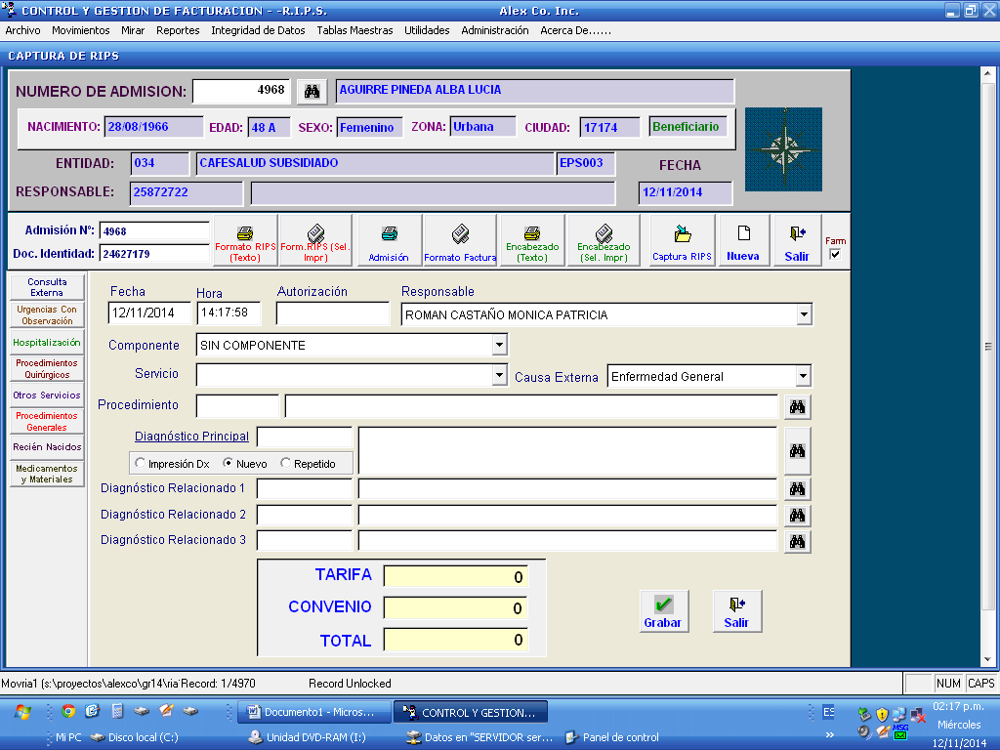 CONTROL Y GESTION DE FACTURACION - -R.I.P.S. Alex Co. Inc.
Archivo Movimientos Mirar Reportes Integridad de Datos Tablas Maestras Utilidades Administración Acerca De......
CAPTURA DE RIPS
NUMERO DE ADMISION: 4968 AGUIRRE PINEDA ALBA LUCIA
NACIMIENTO: 28/08/1966 EDAD: 48 A SEXO: Femenino ZONA: Urbana CIUDAD: 17174 Beneficiario
ENTIDAD: 034 CAFESALUD SUBSIDIADO EPS003 FECHA
RESPONSABLE: 25872722 12/11/2014
Admisión Nº: 4968
Doc. Identidad: 24627179
Formato RIPS (Texto)
Form.RIPS (Sel. Impr)
Admisión
Formato Factura
Encabezado (Texto)
Encabezado (Sel. Impr)
Captura RIPS
Nueva
Salir
Farm
Consulta Externa
Urgencias Con Observación
Hospitalización
Procedimientos Quirúrgicos
Otros Servicios
Procedimientos Generales
Recién Nacidos
Medicamentos y Materiales
Fecha Hora Autorización Responsable
12/11/2014 14:17:58 ROMAN CASTAÑO MONICA PATRICIA
Componente SIN COMPONENTE
Servicio Causa Externa Enfermedad General
Procedimiento
Diagnóstico Principal
Impresión Dx Nuevo Repetido
Diagnóstico Relacionado 1
Diagnóstico Relacionado 2
Diagnóstico Relacionado 3
TARIFA 0
CONVENIO 0
TOTAL 0
Grabar Salir
Movria1 (s:\proyectos\alexco\gr14\ria Record: 1/4970 Record Unlocked NUM CAPS
Documento1 - Micros... CONTROL Y GESTION... ES 02:17 p.m.
Miércoles
MSG
Mi PC Disco local (C:) Unidad DVD-RAM (I:) Datos en "SERVIDOR ser... Panel de control » 12/11/2014